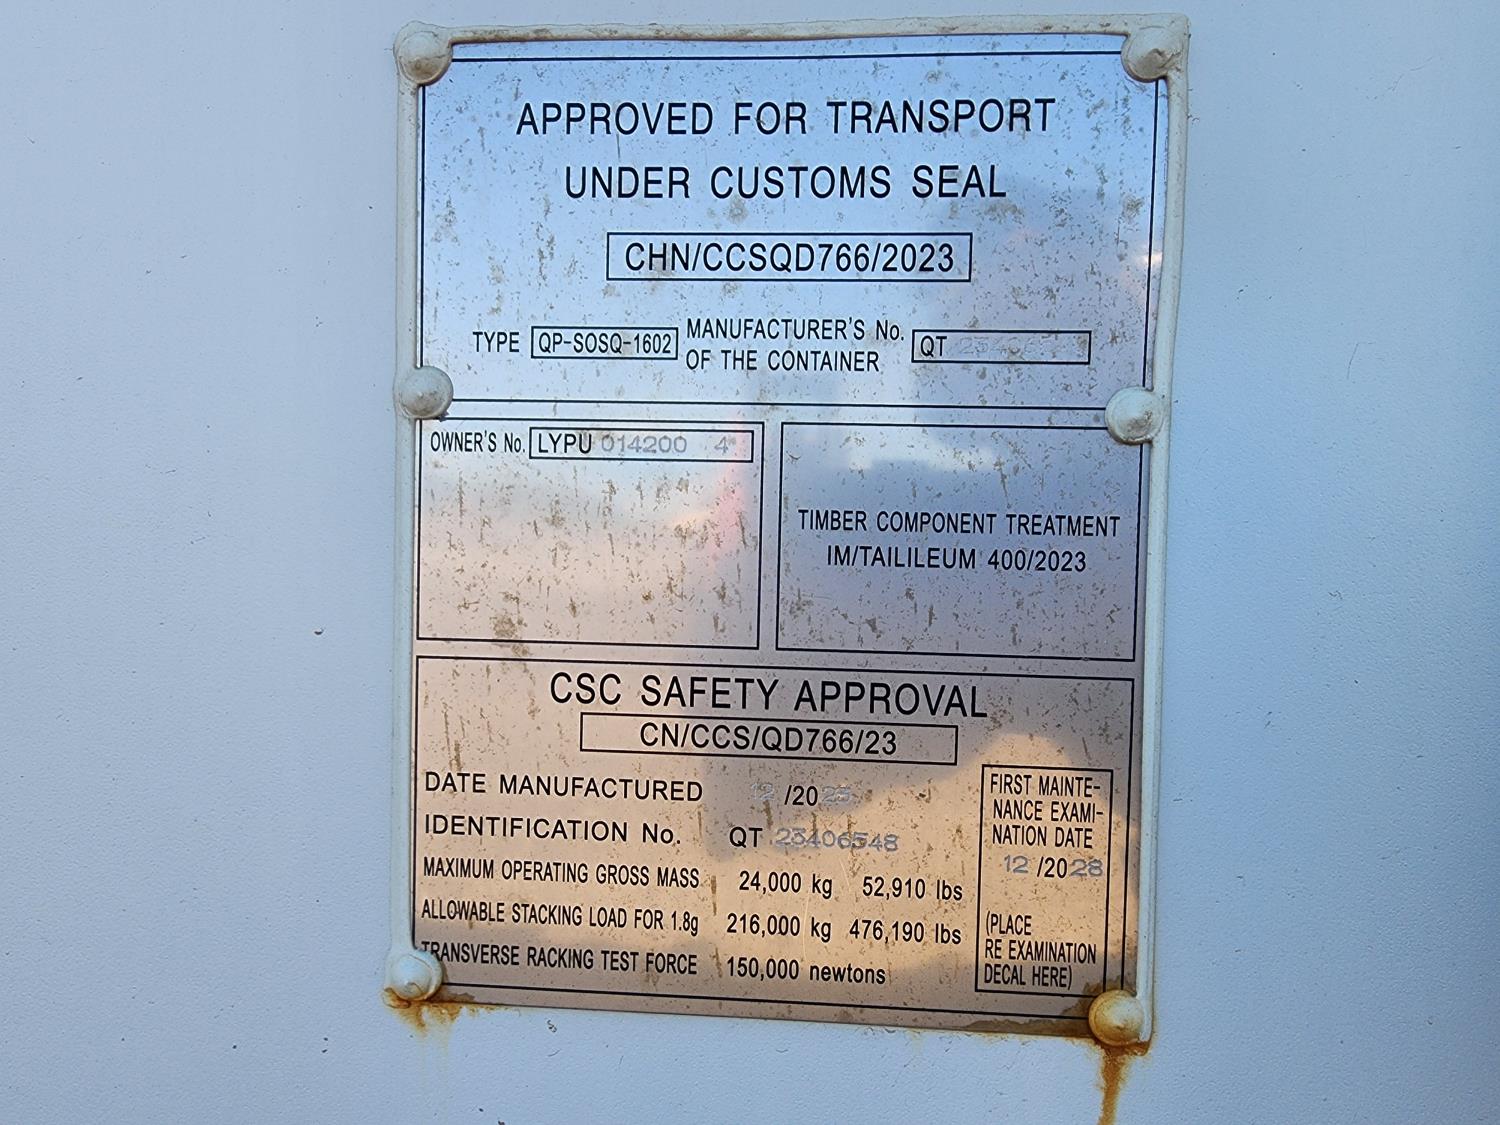 APPROVED FOR TRANSPORT
UNDER CUSTOMS SEAL
CHN/CCSQD766/2023
TYPE QP-SOSQ-1602 MANUFACTURER'S No.
OF THE CONTAINER QT
OWNER'S No. LYPU 014200 4
TIMBER COMPONENT TREATMENT
IM/TAILILEUM 400/2023
CSC SAFETY APPROVAL
CN/CCS/QD766/23
DATE MANUFACTURED 12 /20 23
IDENTIFICATION No. QT 23406548
MAXIMUM OPERATING GROSS MASS 24,000 kg 52,910 lbs
ALLOWABLE STACKING LOAD FOR 1.8g 216,000 kg 476,190 lbs
TRANSVERSE RACKING TEST FORCE 150,000 newtons
FIRST MAINTE-
NANCE EXAMI-
NATION DATE
12 /20 28
(PLACE
RE EXAMINATION
DECAL HERE)